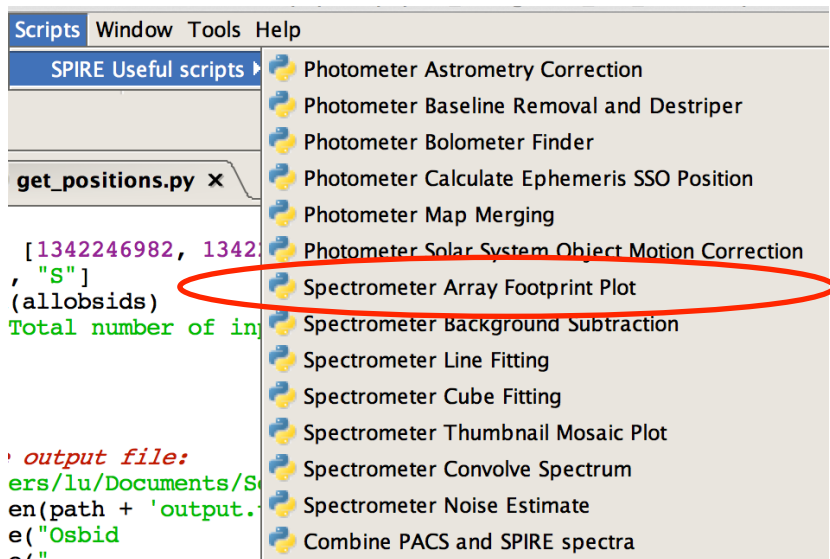 Scripts Window Tools Help
SPIRE Useful scripts
Photometer Astrometry Correction
Photometer Baseline Removal and Destriper
Photometer Bolometer Finder
Photometer Calculate Ephemeris SSO Position
Photometer Map Merging
Photometer Solar System Object Motion Correction
Spectrometer Array Footprint Plot
Spectrometer Background Subtraction
Spectrometer Line Fitting
Spectrometer Cube Fitting
Spectrometer Thumbnail Mosaic Plot
Spectrometer Convolve Spectrum
Spectrometer Noise Estimate
Combine PACS and SPIRE spectra
get_positions.py ×
[1342246982, 1342
, "S"]
(allobsids)
Total number of in
output file:
ers/lu/Documents/S
en(path + 'output.
e("Osbid